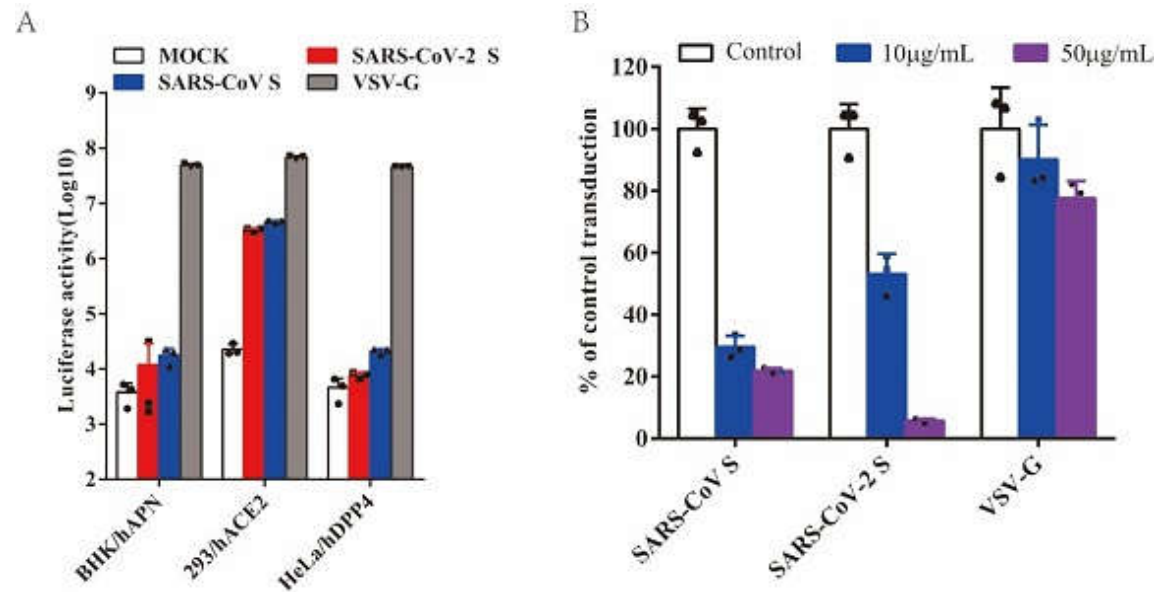 A
MOCK
SARS-CoV-2 S
SARS-CoV S
VSV-G
Luciferase activity(Log10)
9
8
7
6
5
4
3
2
BHK/hAPN
293/hACE2
HeLa/hDPP4
B
Control
10μg/mL
50μg/mL
% of control transduction
120
100
80
60
40
20
0
SARS-CoV S
SARS-CoV-2 S
VSV-G